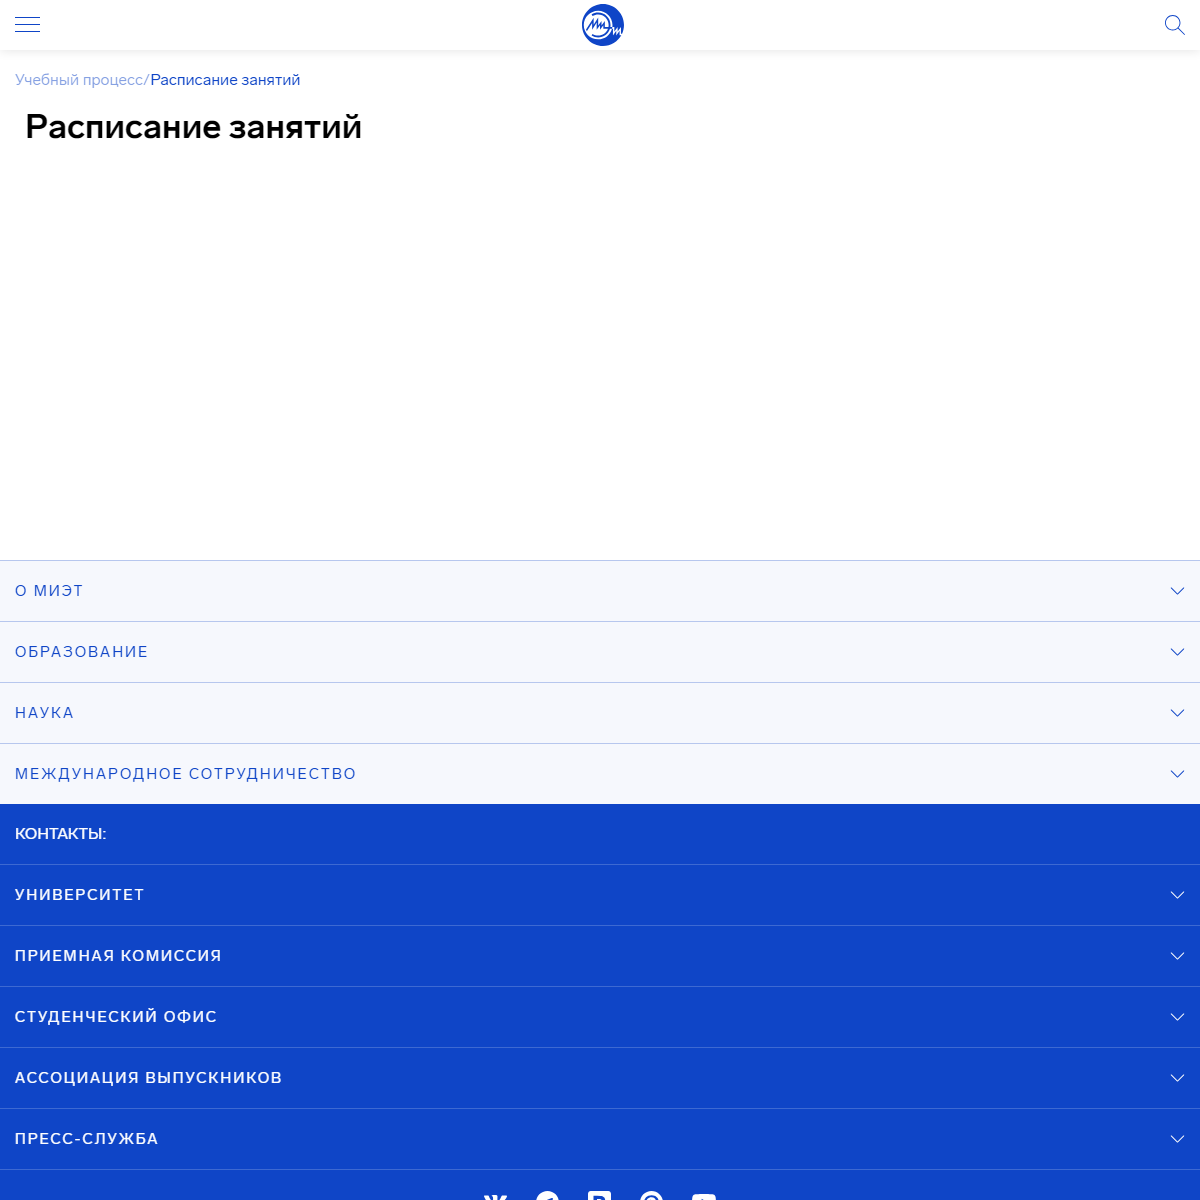 Учебный процесс/Расписание занятий
Расписание занятий
О МИЭТ
ОБРАЗОВАНИЕ
НАУКА
МЕЖДУНАРОДНОЕ СОТРУДНИЧЕСТВО
КОНТАКТЫ:
УНИВЕРСИТЕТ
ПРИЕМНАЯ КОМИССИЯ
СТУДЕНЧЕСКИЙ ОФИС
АССОЦИАЦИЯ ВЫПУСКНИКОВ
ПРЕСС-СЛУЖБА